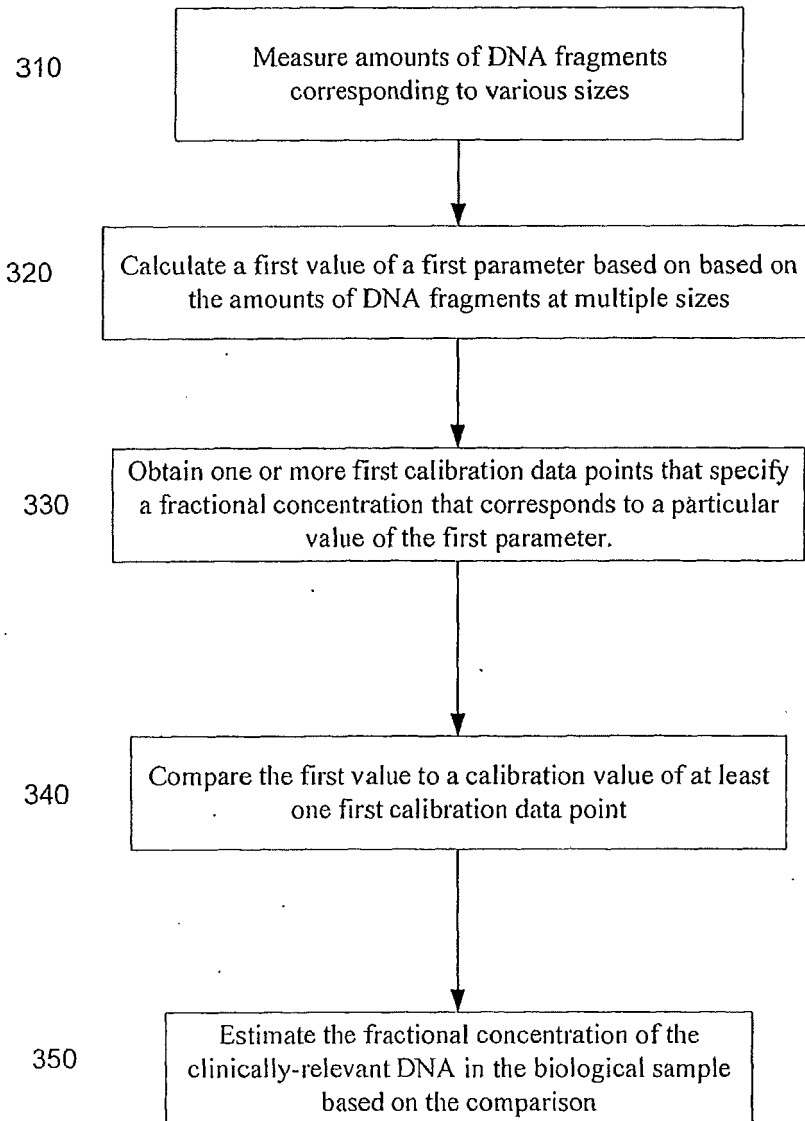 310
Measure amounts of DNA fragments
corresponding to various sizes
320
Calculate a first value of a first parameter based on based on
the amounts of DNA fragments at multiple sizes
330
Obtain one or more first calibration data points that specify
a fractional concentration that corresponds to a particular
value of the first parameter.
340
Compare the first value to a calibration value of at least
one first calibration data point
350
Estimate the fractional concentration of the
clinically-relevant DNA in the biological sample
based on the comparison